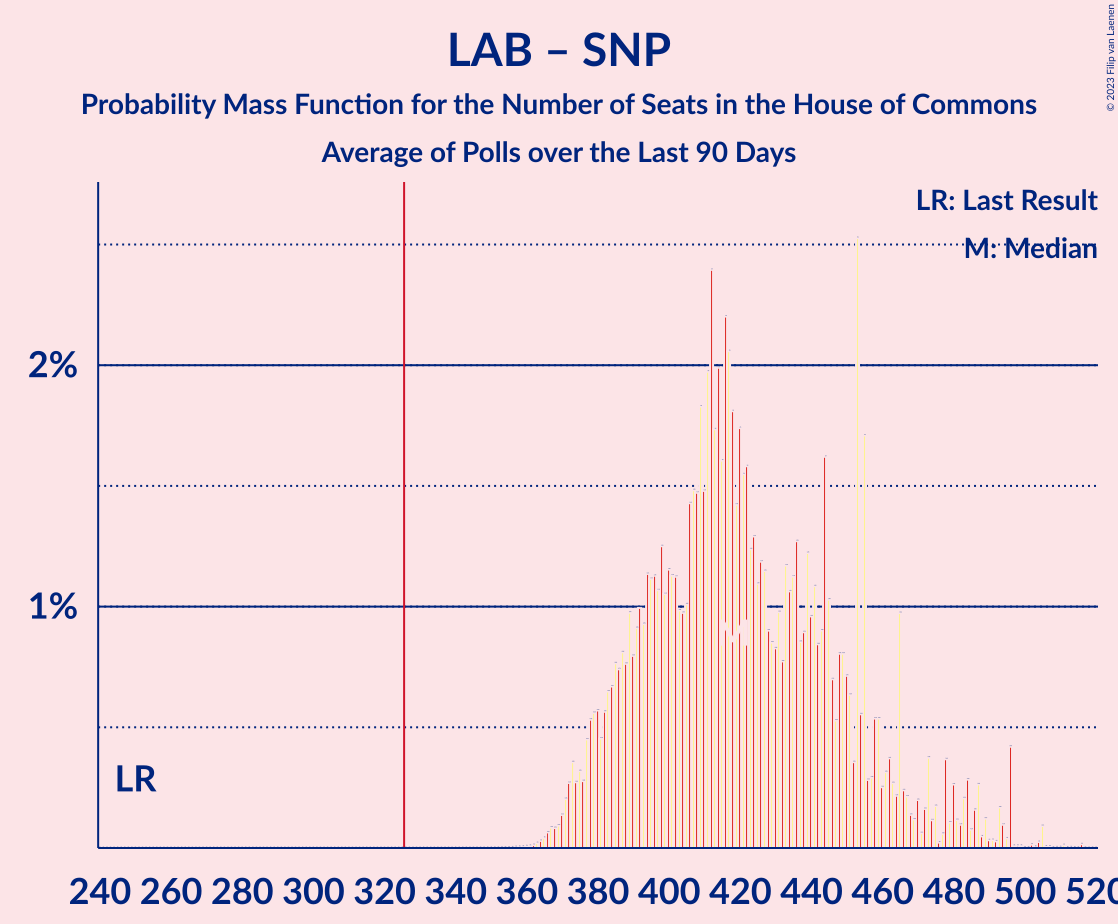 LAB – SNP
Probability Mass Function for the Number of Seats in the House of Commons
Average of Polls over the Last 90 Days
© 2023 Filip van Laenen
LR: Last Result
M: Median
2%
1%
LR
240 260 280 300 320 340 360 380 400 420 440 460 480 500 520